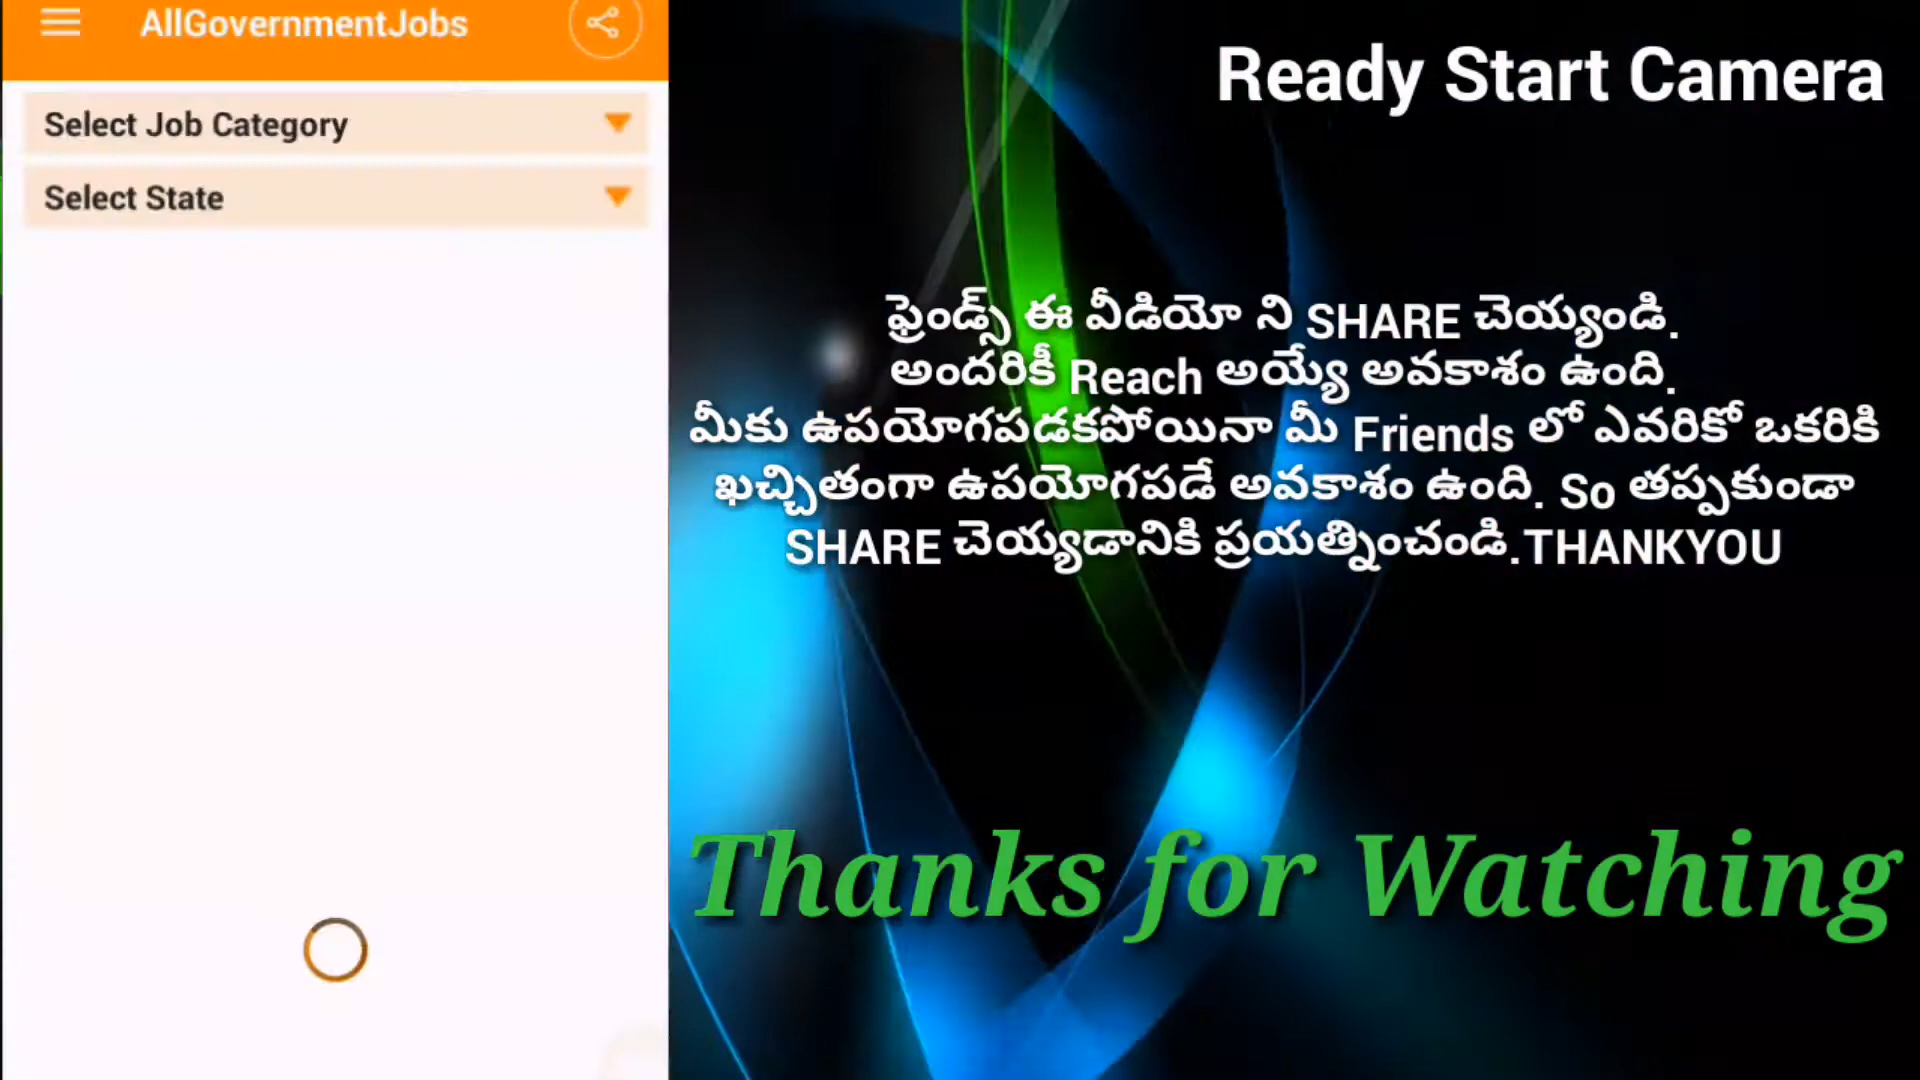 AllGovernmentJobs
Select Job Category
Select State
Ready Start Camera
ఫ్రెండ్స్ ఈ వీడియో ని SHARE చెయ్యండి.
అందరికీ Reach అయ్యే అవకాశం ఉంది.
మీకు ఉపయోగపడకపోయినా మీ Friends లో ఎవరికో ఒకరికి
ఖచ్చితంగా ఉపయోగపడే అవకాశం ఉంది. So తప్పకుండా
SHARE చెయ్యడానికి ప్రయత్నించండి.THANKYOU
Thanks for Watching